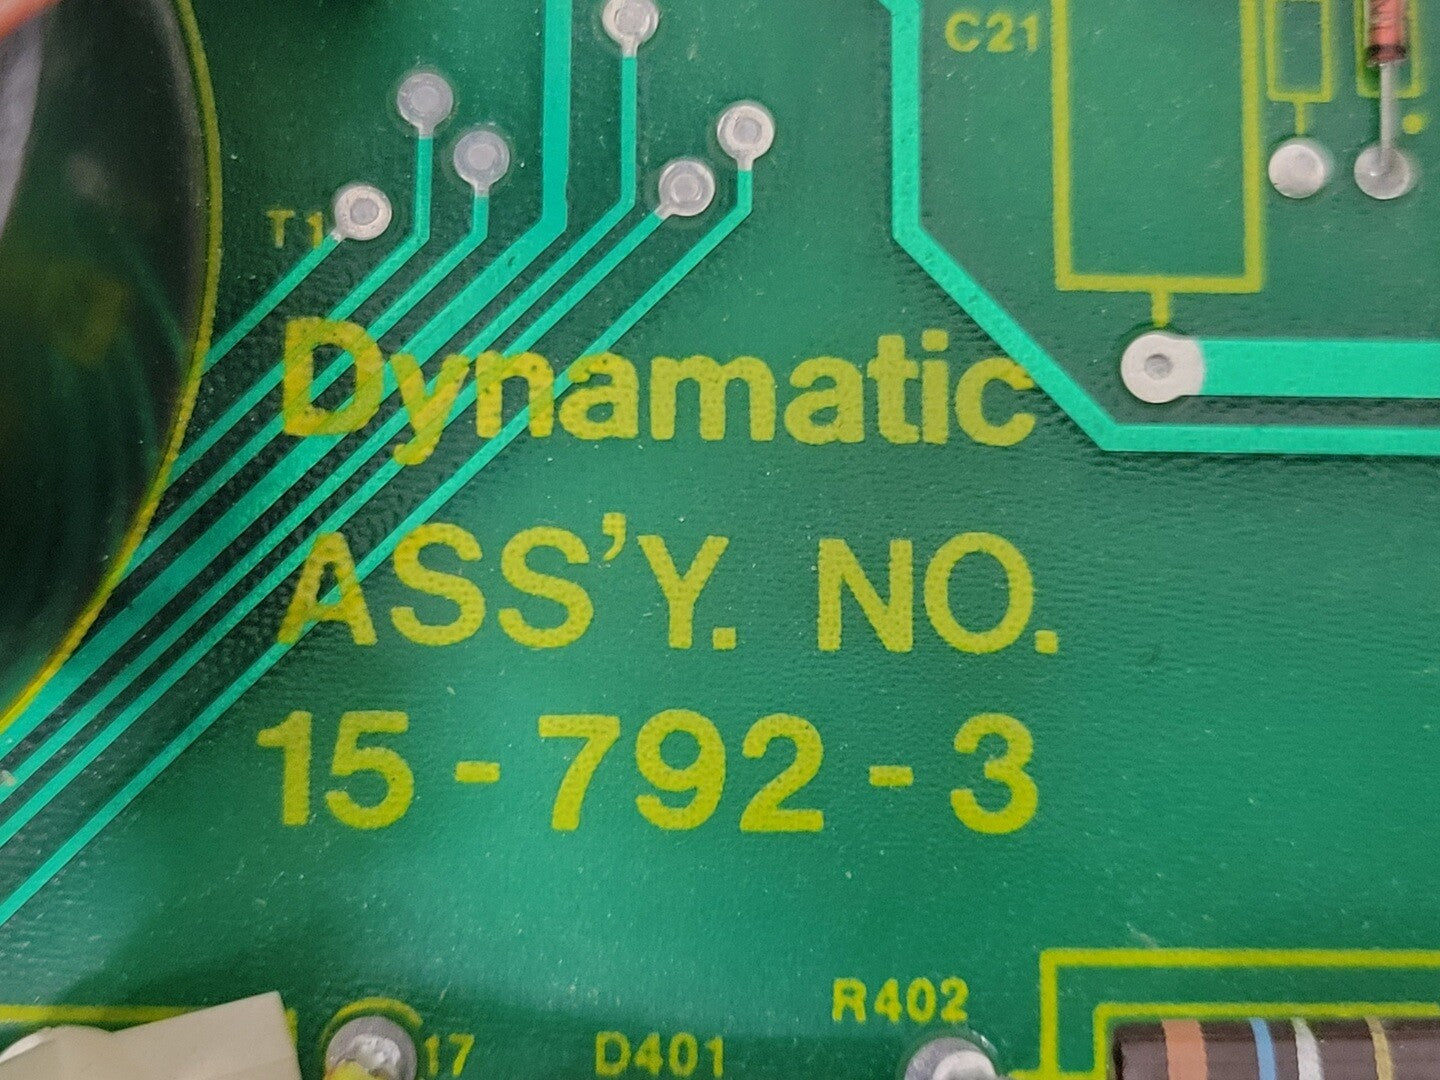 C21
T1
Dynamatic
ASS'Y. NO.
15-792-3
R402
17
D401